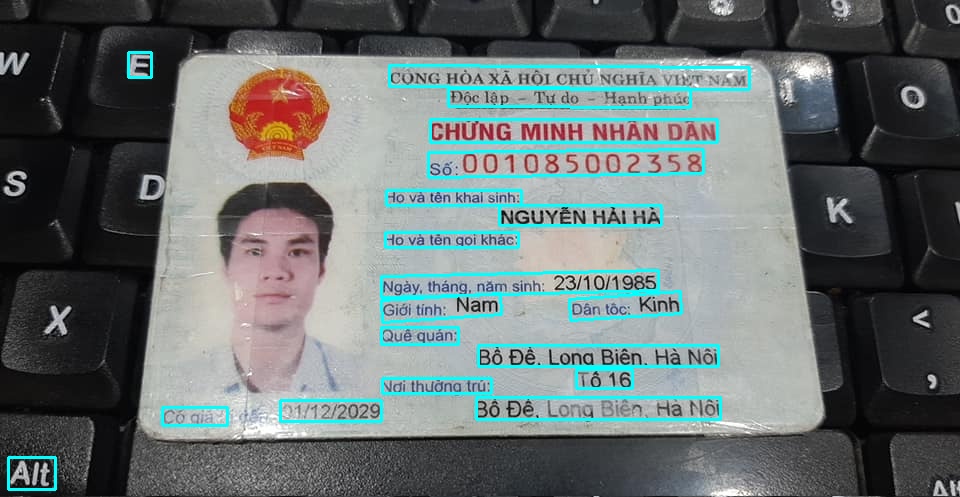 W
E
9
O
S
D
K
X
<
,
Alt
Alt
CỘNG HÒA XÃ HỘI CHỦ NGHĨA VIỆT NAM
Độc lập - Tự do - Hạnh phúc
CHỨNG MINH NHÂN DÂN
Số: 001085002358
Họ và tên khai sinh:
NGUYỄN HẢI HÀ
Họ và tên gọi khác:
Ngày, tháng, năm sinh: 23/10/1985
Giới tính: Nam Dân tộc: Kinh
Quê quán:
Bồ Đề, Long Biên, Hà Nội
Nơi thường trú: Tổ 16
Bồ Đề, Long Biên, Hà Nội
Có giá đến 01/12/2029